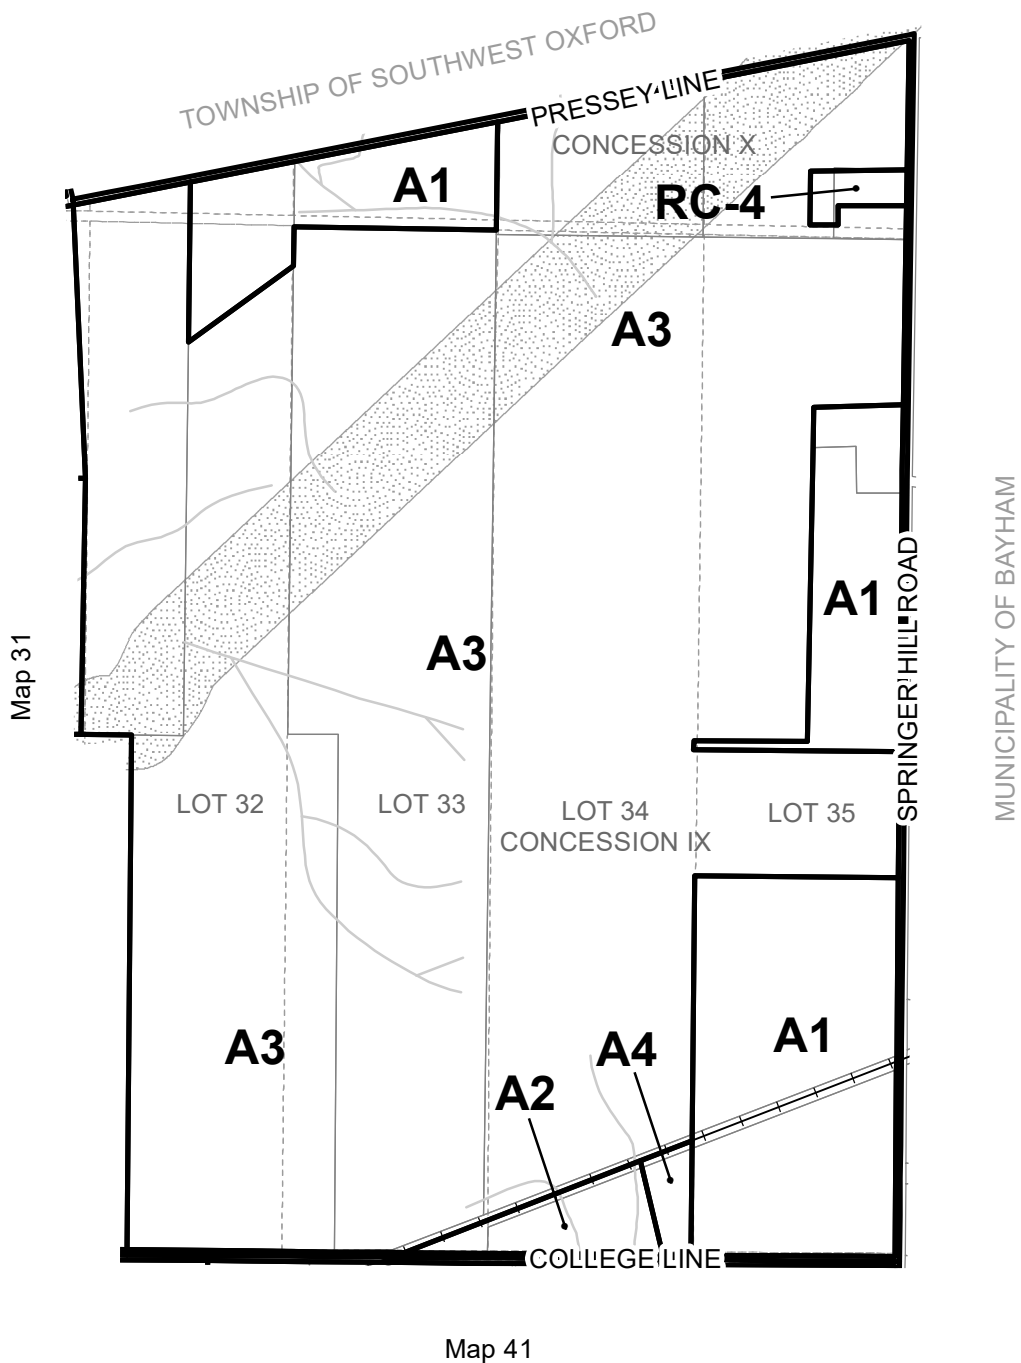 TOWNSHIP OF SOUTHWEST OXFORD
PRESSEY LINE
CONCESSION X
A1
RC-4
A3
A1
SPRINGER HILL ROAD
MUNICIPALITY OF BAYHAM
A3
Map 31
LOT 32
LOT 33
LOT 34
CONCESSION IX
LOT 35
A3
A4
A1
A2
COLLEGE LINE
Map 41